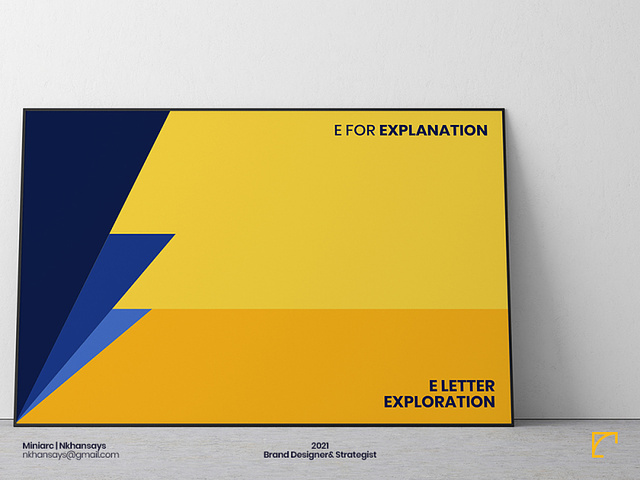 E FOR EXPLANATION
E LETTER
EXPLORATION
Miniarc | Nkhansays
nkhansays@gmail.com
2021
Brand Designer& Strategist